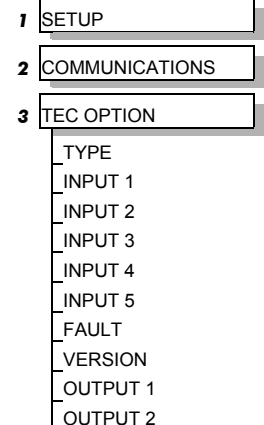 1 SETUP
2 COMMUNICATIONS
3 TEC OPTION
TYPE
INPUT 1
INPUT 2
INPUT 3
INPUT 4
INPUT 5
FAULT
VERSION
OUTPUT 1
OUTPUT 2